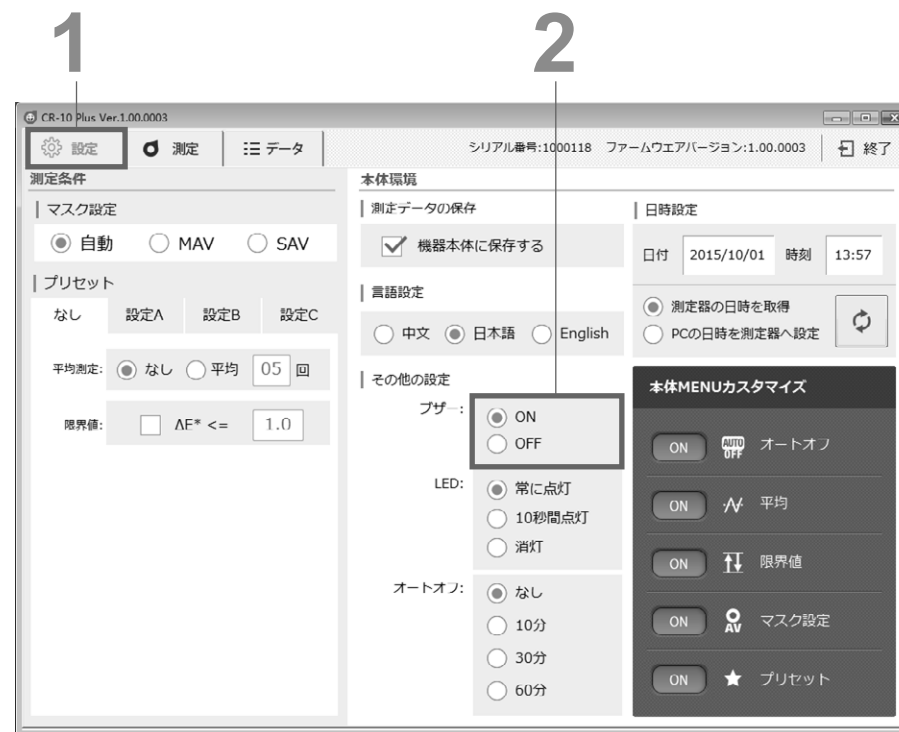 1 2
CR-10 Plus Ver.1.00.0003
設定 測定 データ シリアル番号:1000118 ファームウエアバージョン:1.00.0003 終了
測定条件
マスク設定
自動 MAV SAV
プリセット
なし 設定A 設定B 設定C
平均測定: なし 平均 05 回
限界値: ΔE* <= 1.0
本体環境
測定データの保存
機器本体に保存する
言語設定
中文 日本語 English
その他の設定
ブザー: ON
OFF
LED: 常に点灯
10秒間点灯
消灯
オートオフ: なし
10分
30分
60分
日時設定
日付 2015/10/01 時刻 13:57
測定器の日時を取得
PCの日時を測定器へ設定
本体MENUカスタマイズ
ON AUTO OFF オートオフ
ON 平均
ON 限界値
ON AV マスク設定
ON プリセット